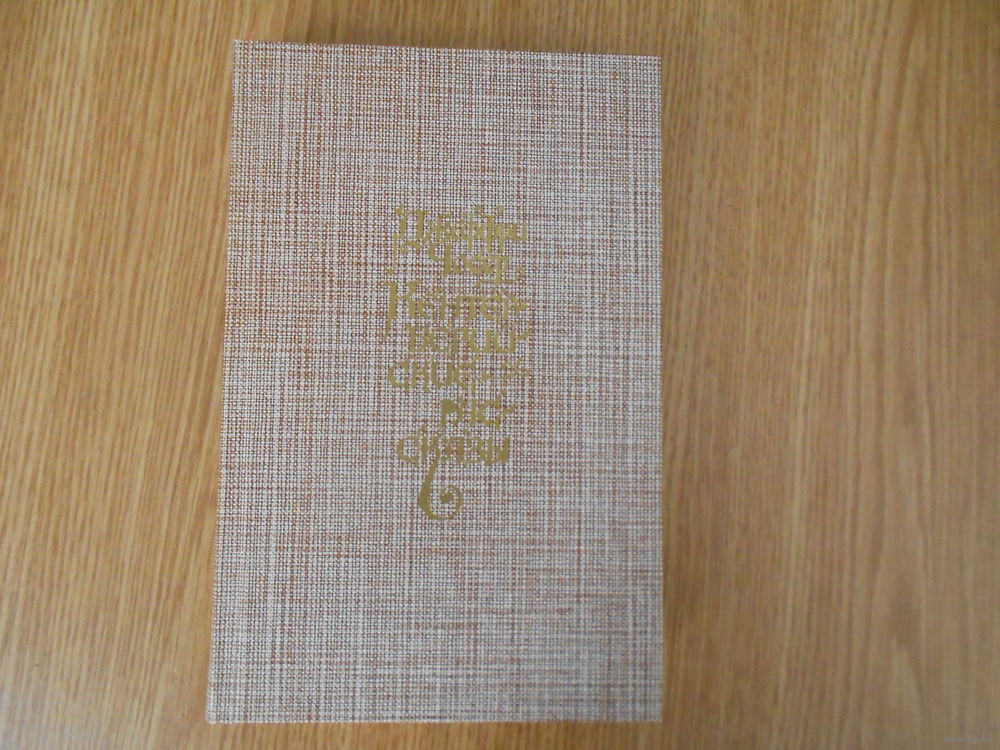 Джеффри
Чосер
Кентер-
берий-
ские
рас-
сказы